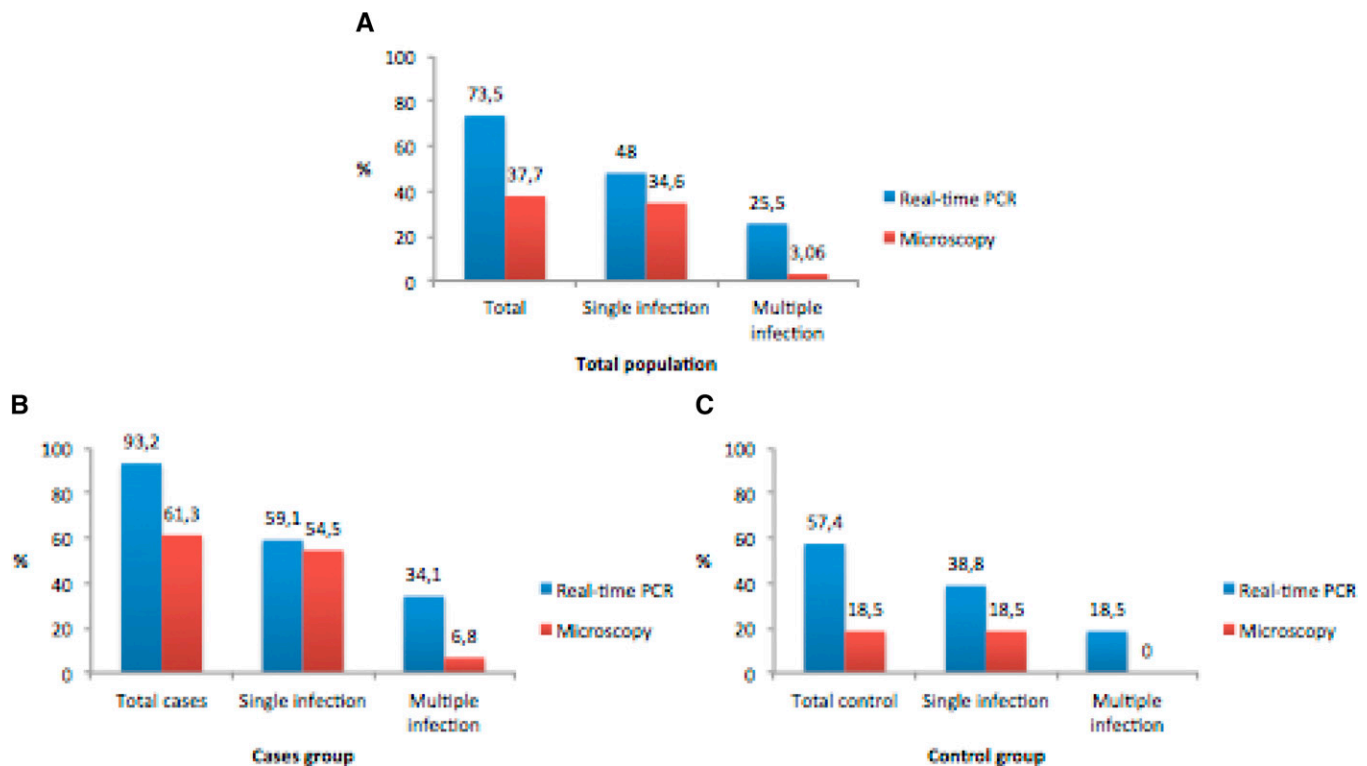 A
100
80
60
40
20
0
%
73,5
37,7
48
34,6
25,5
3,06
Total
Single infection
Multiple
infection
Total population
Real-time PCR
Microscopy
B
100
80
60
40
20
0
%
93,2
61,3
59,1
54,5
34,1
6,8
Total cases
Single infection
Multiple
infection
Cases group
Real-time PCR
Microscopy
C
100
80
60
40
20
0
%
57,4
18,5
38,8
18,5
18,5
0
Total control
Single infection
Multiple
infection
Control group
Real-time PCR
Microscopy